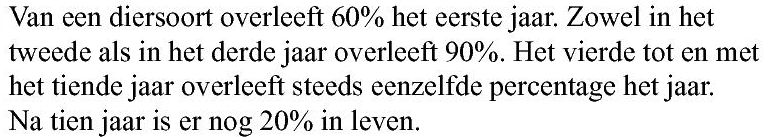 Van een diersoort overleeft 60% het eerste jaar. Zowel in het
tweede als in het derde jaar overleeft 90%. Het vierde tot en met
het tiende jaar overleeft steeds eenzelfde percentage het jaar.
Na tien jaar is er nog 20% in leven.